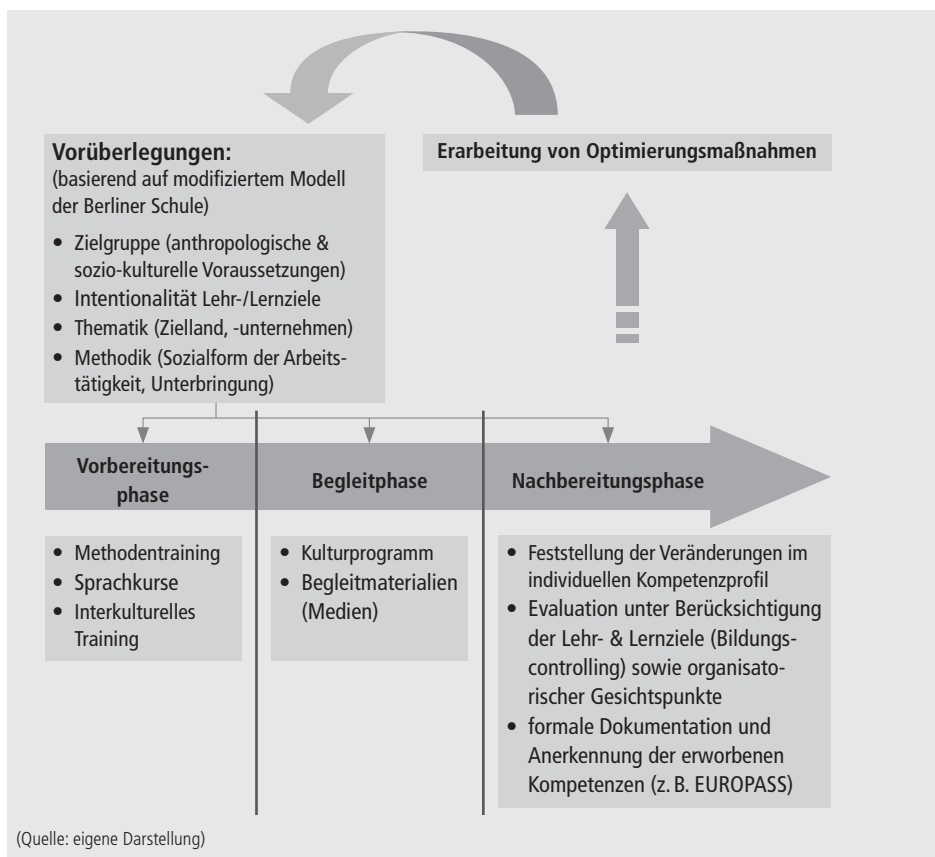 Vorüberlegungen:
(basierend auf modifiziertem Modell
der Berliner Schule)
• Zielgruppe (anthropologische &
sozio-kulturelle Voraussetzungen)
• Intentionalität Lehr-/Lernziele
• Thematik (Zielland, -unternehmen)
• Methodik (Sozialform der Arbeits-
tätigkeit, Unterbringung)
Erarbeitung von Optimierungsmaßnahmen
Vorbereitungs-
phase
Begleitphase
Nachbereitungsphase
• Methodentraining
• Sprachkurse
• Interkulturelles
Training
• Kulturprogramm
• Begleitmaterialien
(Medien)
• Feststellung der Veränderungen im
individuellen Kompetenzprofil
• Evaluation unter Berücksichtigung
der Lehr- & Lernziele (Bildungs-
controlling) sowie organisato-
rischer Gesichtspunkte
• formale Dokumentation und
Anerkennung der erworbenen
Kompetenzen (z. B. EUROPASS)
(Quelle: eigene Darstellung)